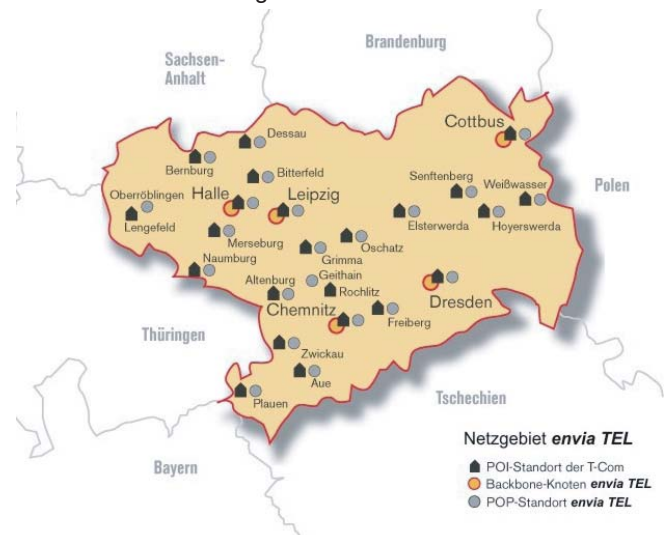 Brandenburg
Sachsen-
Anhalt
Cottbus
Dessau
Bernburg
Bitterfeld
Senftenberg
Weißwasser
Polen
Oberröblingen
Halle
Leipzig
Lengefeld
Elsterwerda
Hoyerswerda
Merseburg
Oschatz
Grimma
Naumburg
Geithain
Altenburg
Rochlitz
Dresden
Chemnitz
Freiberg
Thüringen
Zwickau
Aue
Plauen
Tschechien
Bayern
Netzgebiet envia TEL
POI-Standort der T-Com
Backbone-Knoten envia TEL
POP-Standort envia TEL